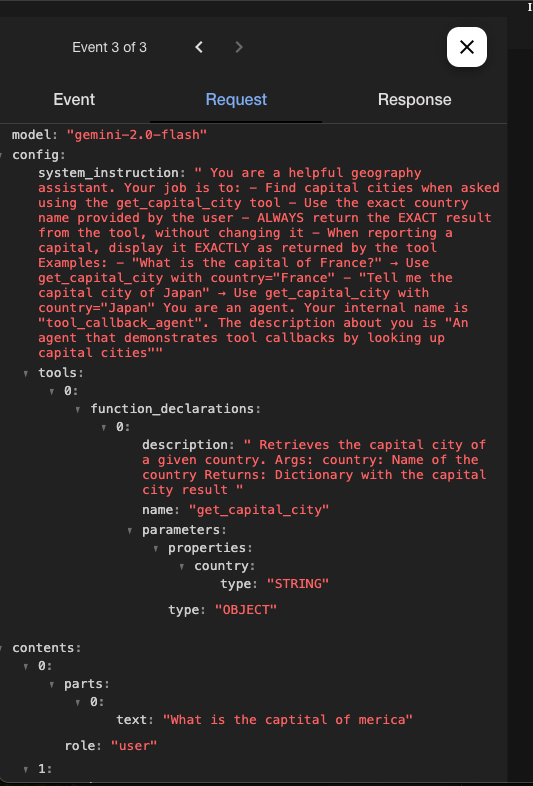 I
Event 3 of 3
Event Request Response
model: "gemini-2.0-flash"
config:
system_instruction: " You are a helpful geography
assistant. Your job is to: - Find capital cities when asked
using the get_capital_city tool - Use the exact country
name provided by the user - ALWAYS return the EXACT result
from the tool, without changing it - When reporting a
capital, display it EXACTLY as returned by the tool
Examples: - "What is the capital of France?" → Use
get_capital_city with country="France" - "Tell me the
capital city of Japan" → Use get_capital_city with
country="Japan" You are an agent. Your internal name is
"tool_callback_agent". The description about you is "An
agent that demonstrates tool callbacks by looking up
capital cities""
tools:
0:
function_declarations:
0:
description: " Retrieves the capital city of
a given country. Args: country: Name of the
country Returns: Dictionary with the capital
city result "
name: "get_capital_city"
parameters:
properties:
country:
type: "STRING"
type: "OBJECT"
contents:
0:
parts:
0:
text: "What is the captital of merica"
role: "user"
1: